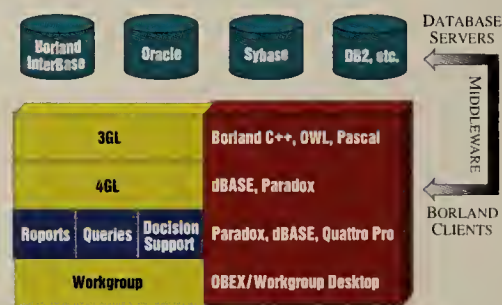 Borland
InterBase
Oracle
Sybase
DB2, etc.
DATABASE
SERVERS
MIDDLEWARE
3GL
Borland C++, OWL, Pascal
4GL
dBASE, Paradox
Reports
Queries
Decision
Support
Paradox, dBASE, Quattro Pro
BORLAND
CLIENTS
Workgroup
OBEX/Workgroup Desktop